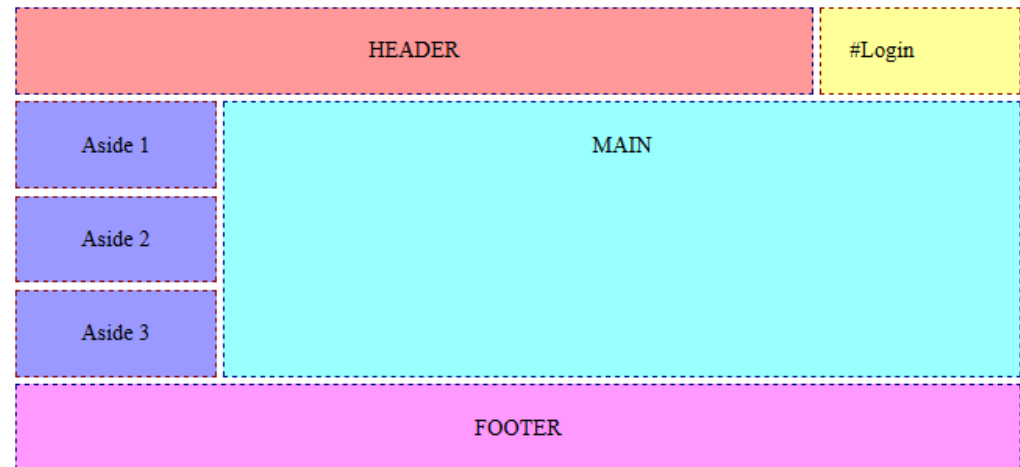 HEADER
#Login
Aside 1
MAIN
Aside 2
Aside 3
FOOTER